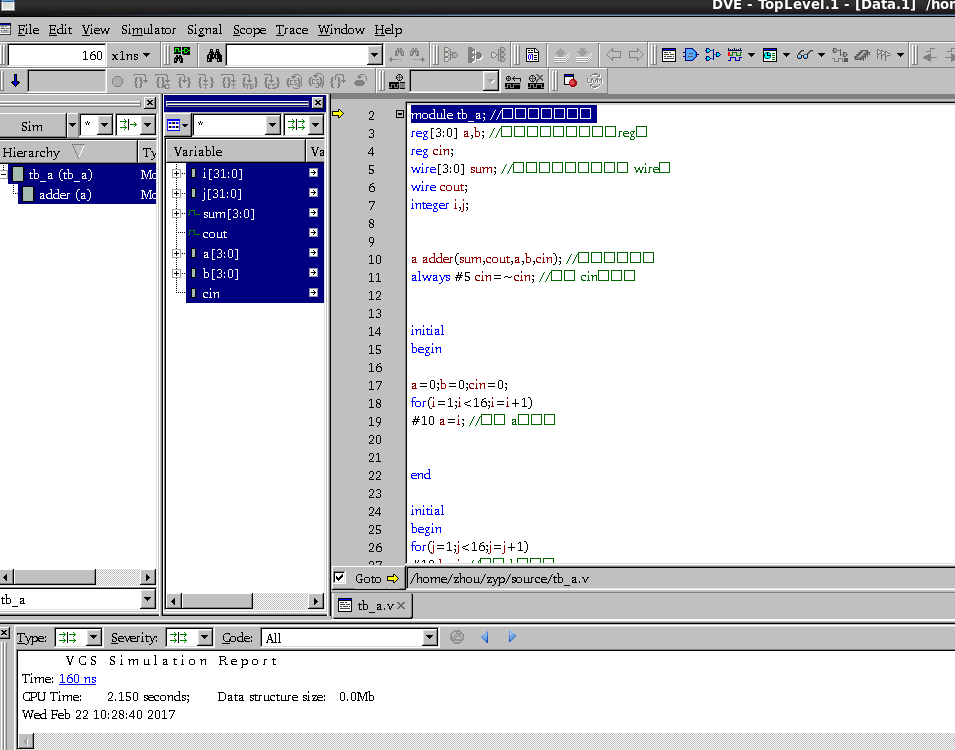 DVE - TopLevel.1 - [Data.1] /hor
File Edit View Simulator Signal Scope Trace Window Help
160 x1ns
Sim * *
Hierarchy Ty Variable Va
tb_a (tb_a) Mo
adder (a) Mo
i[31:0]
j[31:0]
sum[3:0]
cout
a[3:0]
b[3:0]
cin
2 module tb_a; //□□□□□□□
3 reg[3:0] a,b; //□□□□□□□□□reg□
4 reg cin;
5 wire[3:0] sum; //□□□□□□□□□ wire□
6 wire cout;
7 integer i,j;
8
9
10 a adder(sum,cout,a,b,cin); //□□□□□□
11 always #5 cin=~cin; //□□ cin□□□
12
13
14 initial
15 begin
16
17 a=0;b=0;cin=0;
18 for(i=1;i<16;i=i+1)
19 #10 a=i; //□□ a□□□
20
21
22 end
23
24 initial
25 begin
26 for(j=1;j<16;j=j+1)
Goto /home/zhou/zyp/source/tb_a.v
tb_a
tb_a.v
Type: Severity: Code: All
VCS Simulation Report
Time: 160 ns
CPU Time: 2.150 seconds; Data structure size: 0.0Mb
Wed Feb 22 10:28:40 2017